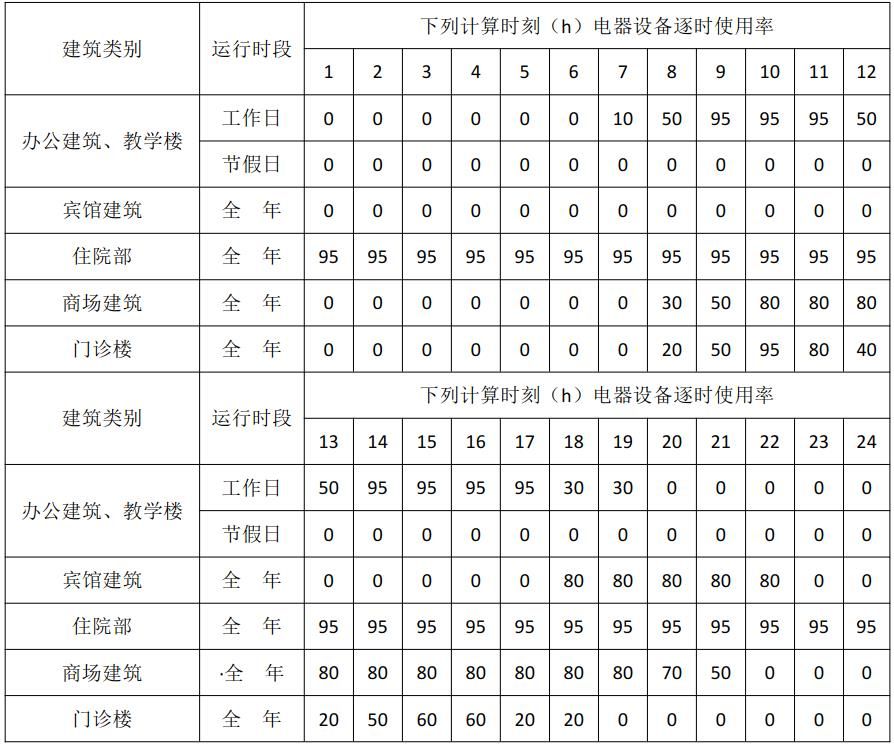 建筑类别 运行时段 下列计算时刻（h）电器设备逐时使用率
1 2 3 4 5 6 7 8 9 10 11 12
办公建筑、教学楼 工作日 0 0 0 0 0 0 10 50 95 95 95 50
节假日 0 0 0 0 0 0 0 0 0 0 0 0
宾馆建筑 全 年 0 0 0 0 0 0 0 0 0 0 0 0
住院部 全 年 95 95 95 95 95 95 95 95 95 95 95 95
商场建筑 全 年 0 0 0 0 0 0 0 30 50 80 80 80
门诊楼 全 年 0 0 0 0 0 0 0 20 50 95 80 40
建筑类别 运行时段 下列计算时刻（h）电器设备逐时使用率
13 14 15 16 17 18 19 20 21 22 23 24
办公建筑、教学楼 工作日 50 95 95 95 95 30 30 0 0 0 0 0
节假日 0 0 0 0 0 0 0 0 0 0 0 0
宾馆建筑 全 年 0 0 0 0 0 80 80 80 80 80 0 0
住院部 全 年 95 95 95 95 95 95 95 95 95 95 95 95
商场建筑 ·全 年 80 80 80 80 80 80 80 70 50 0 0 0
门诊楼 全 年 20 50 60 60 20 20 0 0 0 0 0 0